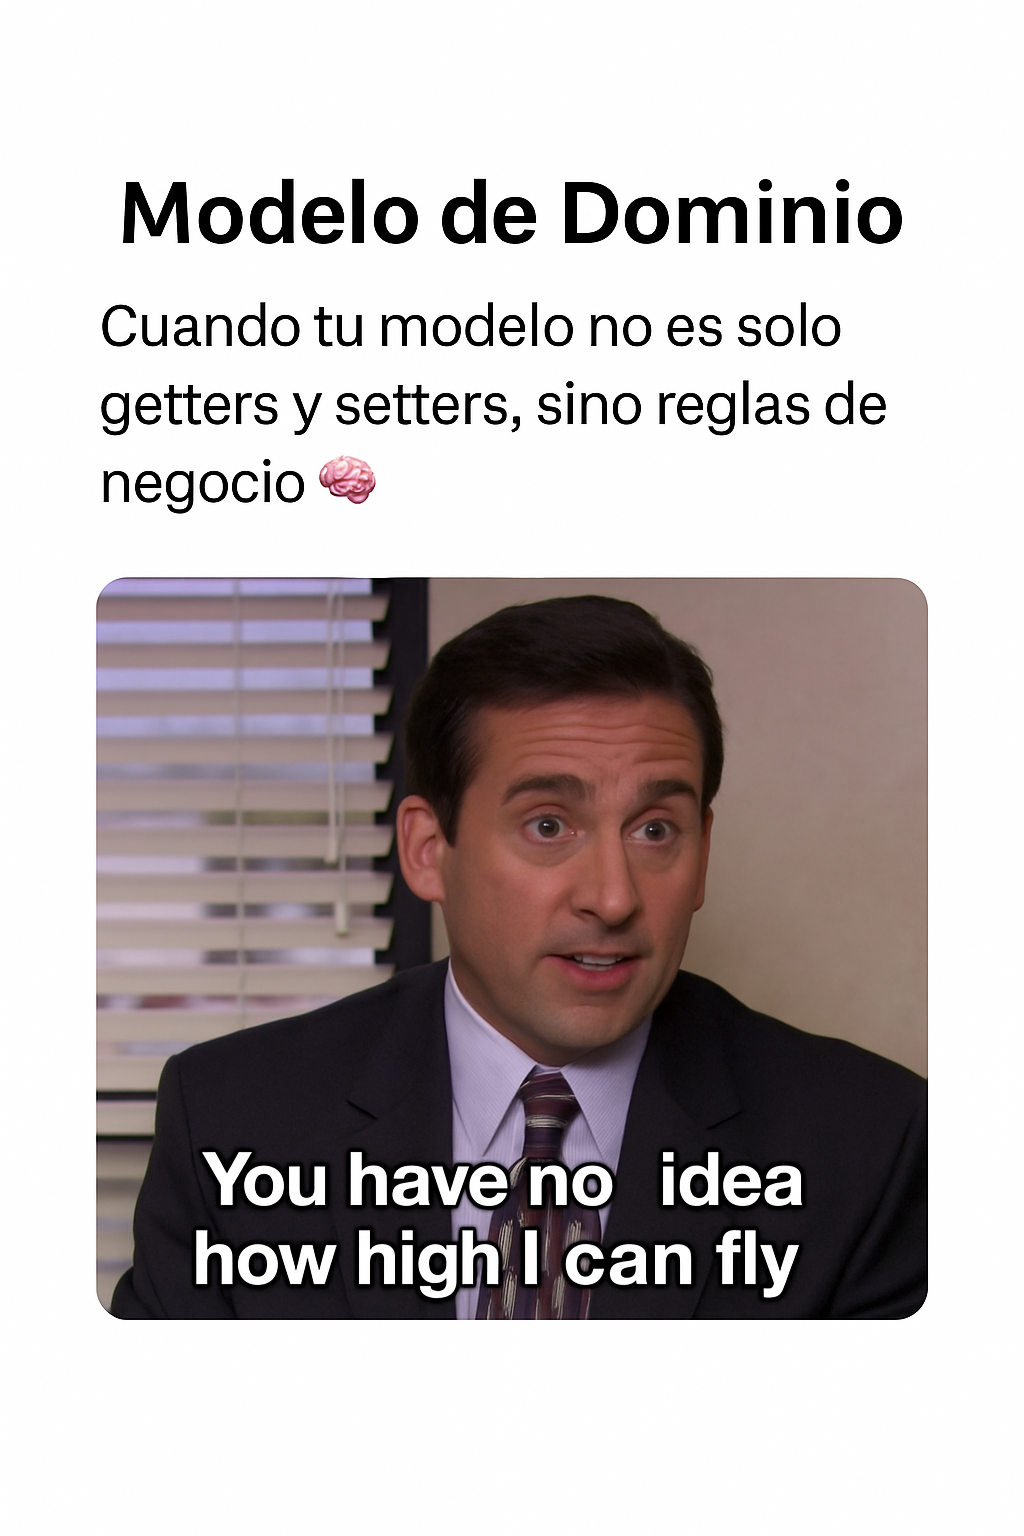 Modelo de Dominio
Cuando tu modelo no es solo
getters y setters, sino reglas de
negocio 🧠
You have no idea
how high I can fly